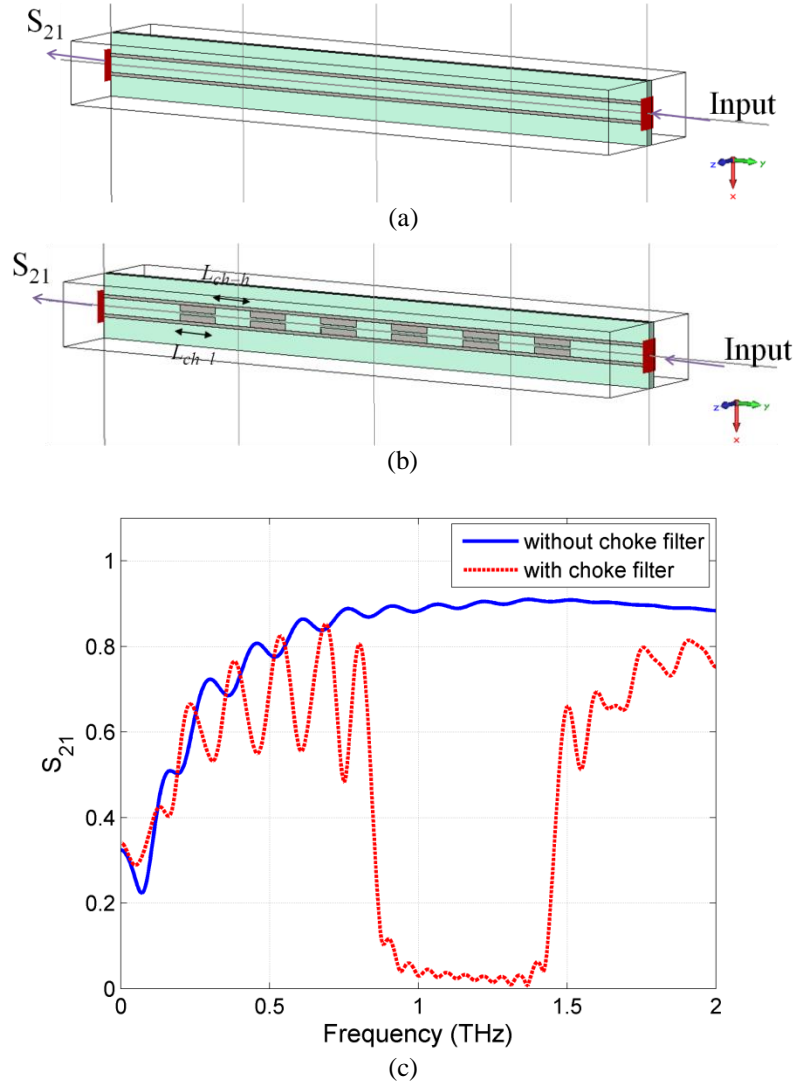 S21
Input
z
y
x
(a)
S21
Lch-h
Lch-l
Input
z
y
x
(b)
1
0.8
0.6
0.4
0.2
0
S21
without choke filter
with choke filter
0
0.5
1
1.5
2
Frequency (THz)
(c)